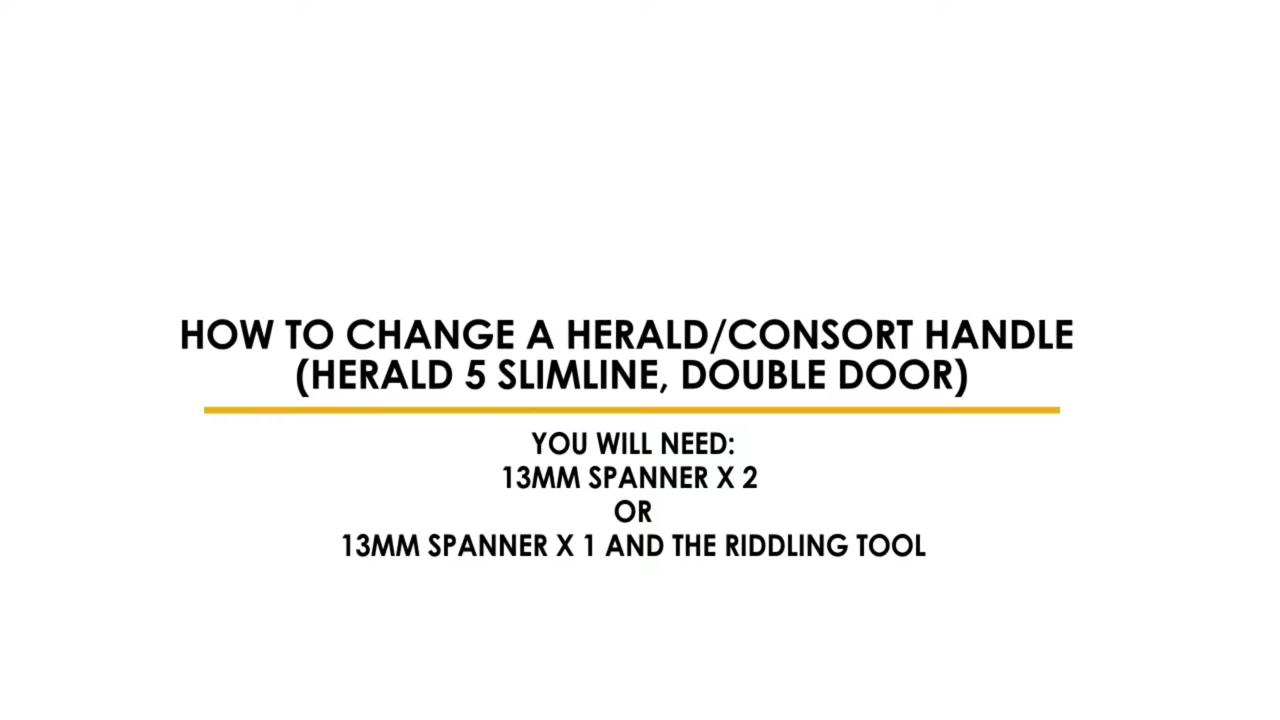 HOW TO CHANGE A HERALD/CONSORT HANDLE
(HERALD 5 SLIMLINE, DOUBLE DOOR)
YOU WILL NEED:
13MM SPANNER X 2
OR
13MM SPANNER X 1 AND THE RIDDLING TOOL